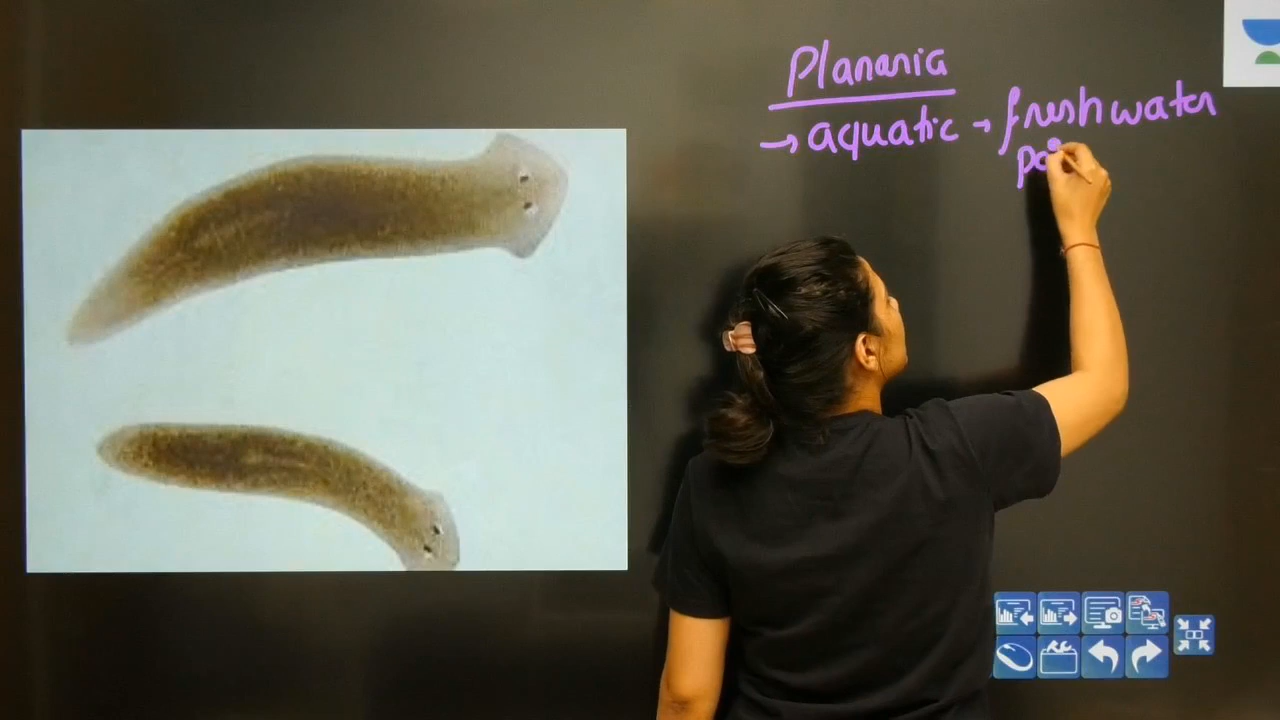 Planaria
→ aquatic → freshwater